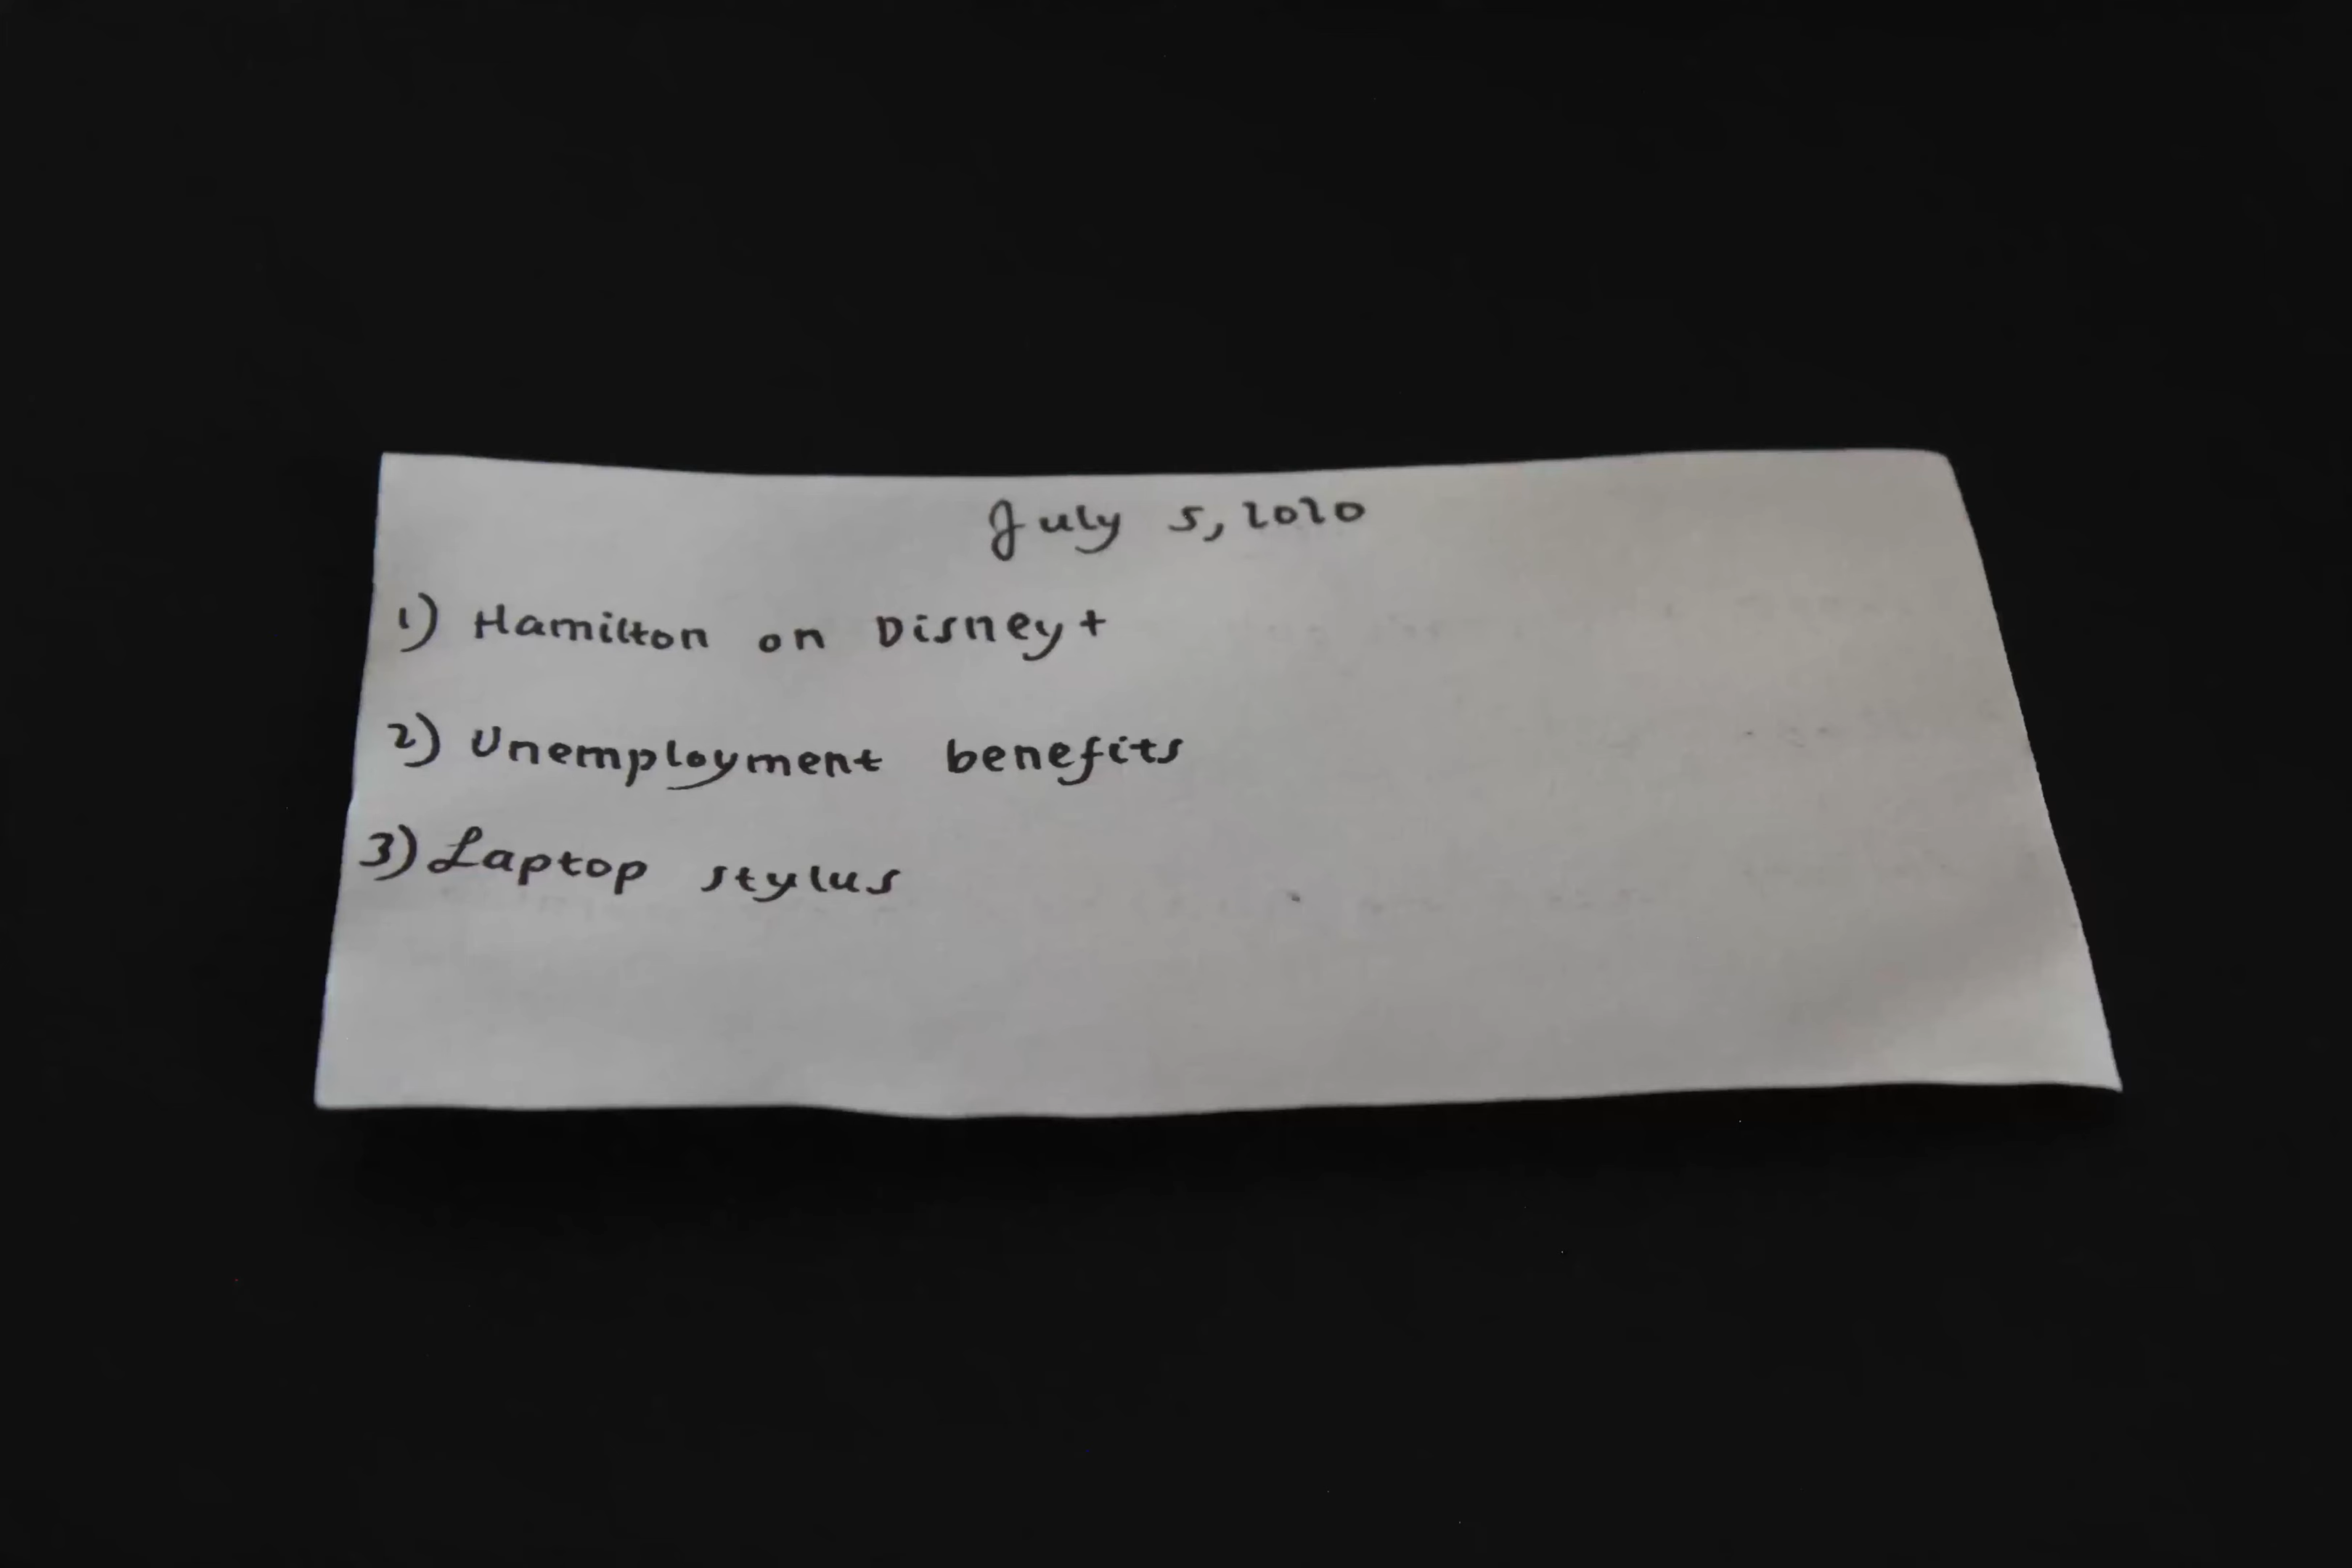 July 5, 2020
1) Hamilton on Disney+
2) Unemployment benefits
3) Laptop stylus